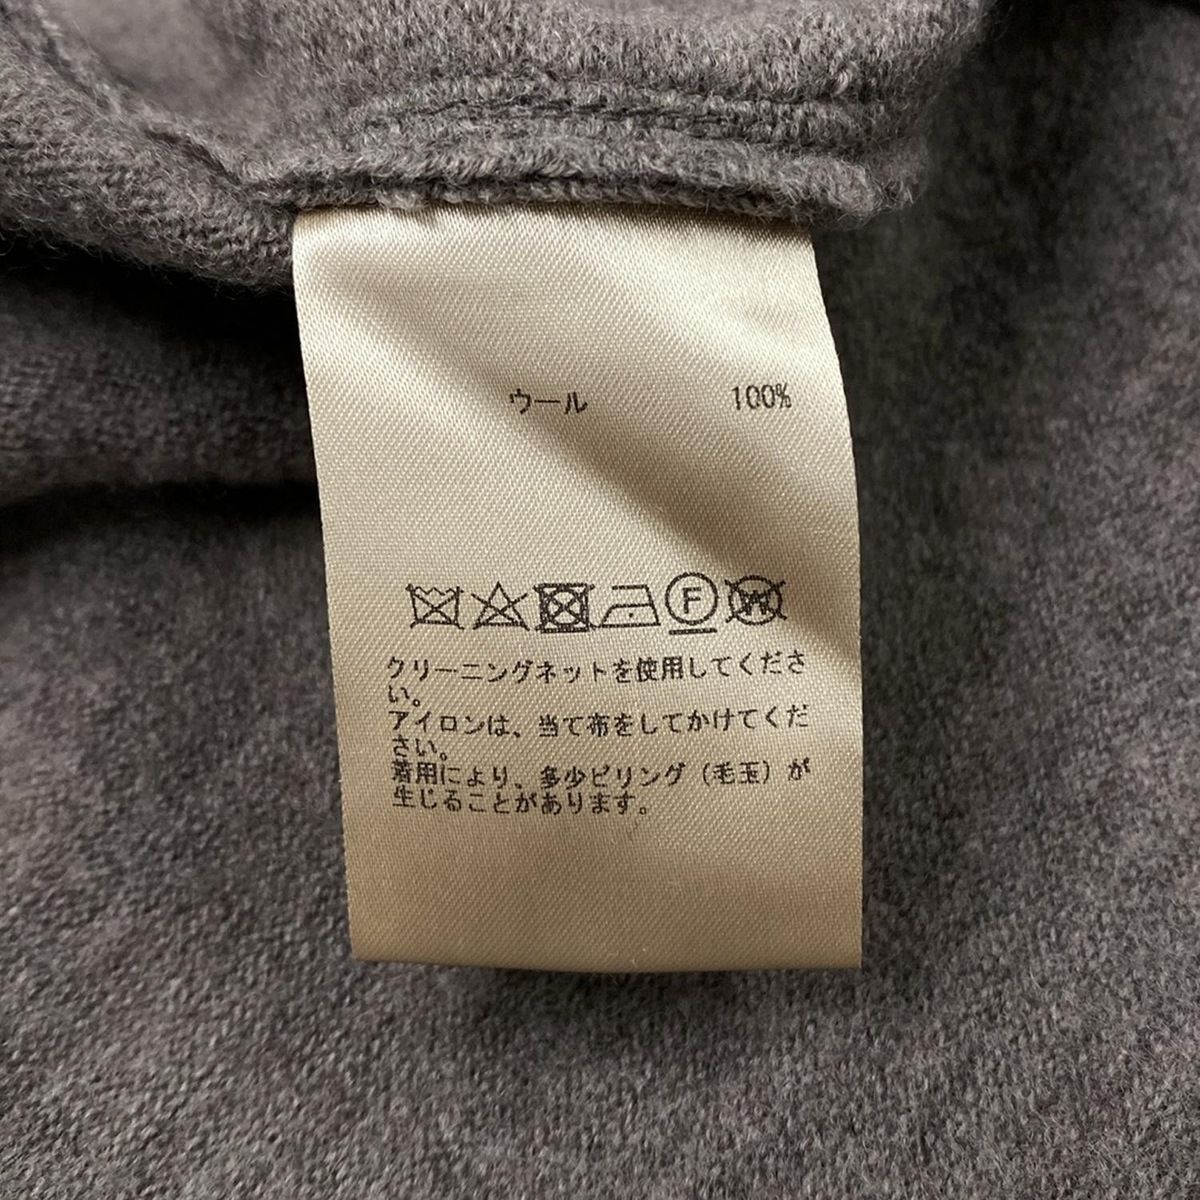 ウール 100%
F W
クリーニングネットを使用してくださ
い。
アイロンは、当て布をしてかけてくだ
さい。
着用により、多少ピリング（毛玉）が
生じることがあります。